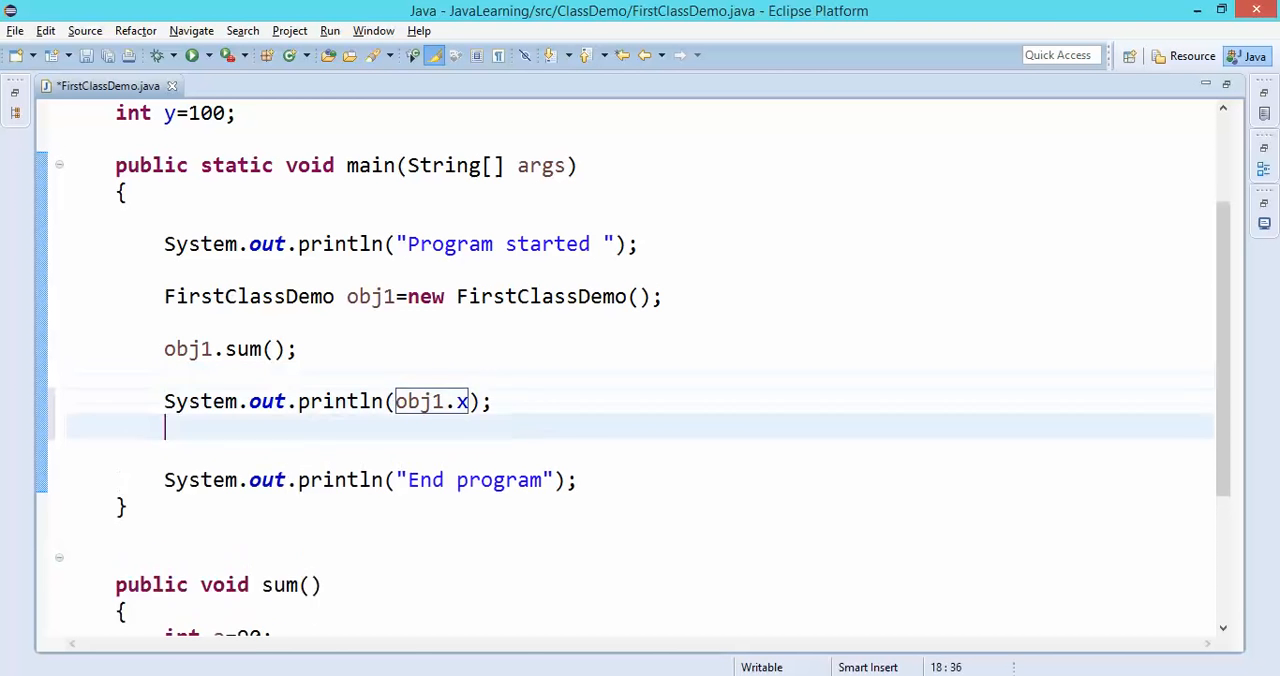 Java - JavaLearning/src/ClassDemo/FirstClassDemo.java - Eclipse Platform
File Edit Source Refactor Navigate Search Project Run Window Help
Quick Access Resource Java
*FirstClassDemo.java
int y=100;
public static void main(String[] args)
{
System.out.println("Program started ");
FirstClassDemo obj1=new FirstClassDemo();
obj1.sum();
System.out.println(obj1.x);
System.out.println("End program");
}
public void sum()
{
int a=90;
Writable Smart Insert 18:36